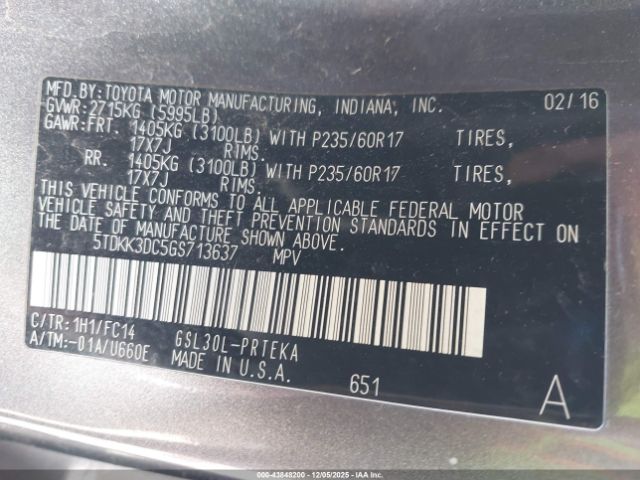 MFD.BY:TOYOTA MOTOR MANUFACTURING, INDIANA, INC. 02/16
GVWR:2715KG (5995LB)
GAWR:FRT. 1405KG (3100LB) WITH P235/60R17 TIRES,
17X7J RIMS.
RR. 1405KG (3100LB) WITH P235/60R17 TIRES,
17X7J RIMS.
THIS VEHICLE CONFORMS TO ALL APPLICABLE FEDERAL MOTOR
VEHICLE SAFETY AND THEFT PREVENTION STANDARDS IN EFFECT ON
THE DATE OF MANUFACTURE SHOWN ABOVE.
5TDKK3DC5GS713637 MPV
C/TR:1H1/FC14 GSL30L-PRTEKA
A/TM:-01A/U660E MADE IN U.S.A.
651 A
000-43848200 - 12/05/2025 - IAA